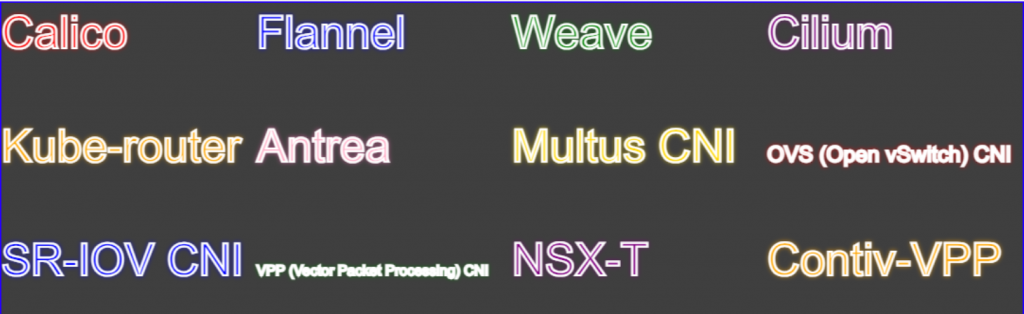 Calico Flannel Weave Cilium
Kube-router Antrea Multus CNI OVS (Open vSwitch) CNI
SR-IOV CNI VPP (Vector Packet Processing) CNI NSX-T Contiv-VPP